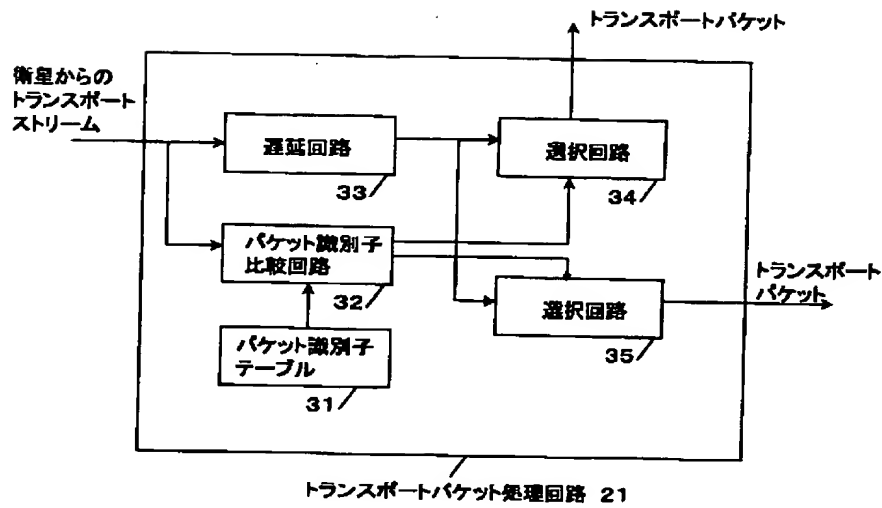 トランスポートパケット
衛星からの
トランスポート
ストリーム
遅延回路
33
選択回路
34
パケット識別子
比較回路
32
トランスポート
パケット
選択回路
35
パケット識別子
テーブル
31
トランスポートパケット処理回路 21